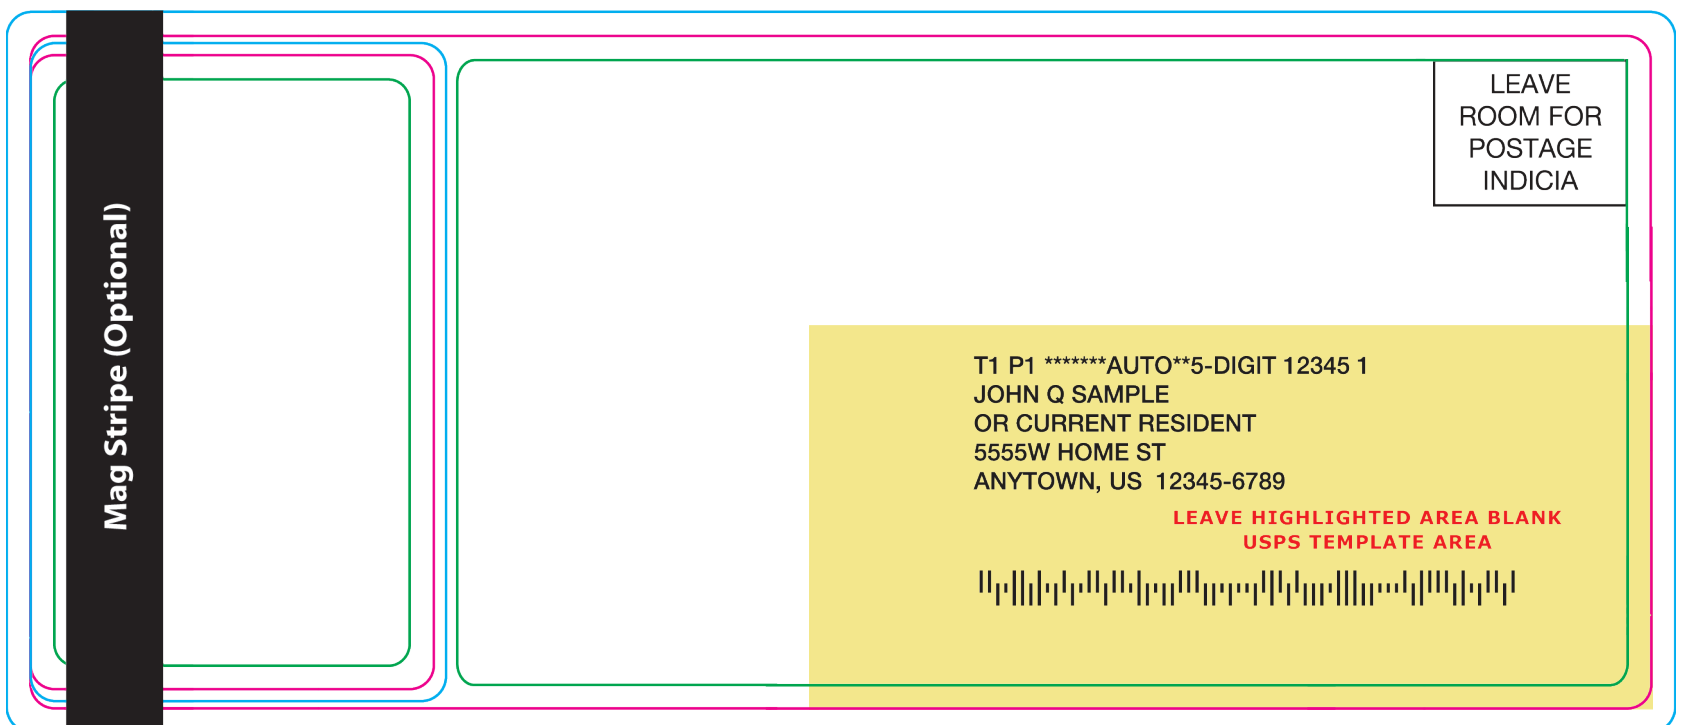 Mag Stripe (Optional)
LEAVE
ROOM FOR
POSTAGE
INDICIA
T1 P1 *******AUTO**5-DIGIT 12345 1
JOHN Q SAMPLE
OR CURRENT RESIDENT
5555W HOME ST
ANYTOWN, US  12345-6789
LEAVE HIGHLIGHTED AREA BLANK
USPS TEMPLATE AREA